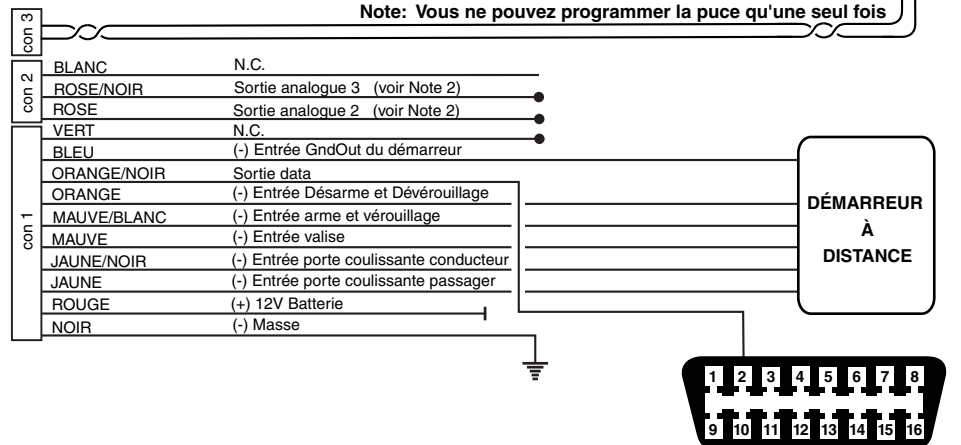 Note: Vous ne pouvez programmer la puce qu'une seul fois
con 3
con 2
BLANC N.C.
ROSE/NOIR Sortie analogue 3 (voir Note 2)
ROSE Sortie analogue 2 (voir Note 2)
con 1
VERT N.C.
BLEU (-) Entrée GndOut du démarreur
ORANGE/NOIR Sortie data
ORANGE (-) Entrée Désarme et Dévérouillage
MAUVE/BLANC (-) Entrée arme et vérouillage
MAUVE (-) Entrée valise
JAUNE/NOIR (-) Entrée porte coulissante conducteur
JAUNE (-) Entrée porte coulissante passager
ROUGE (+) 12V Batterie
NOIR (-) Masse
DÉMARREUR
À
DISTANCE
1 2 3 4 5 6 7 8
9 10 11 12 13 14 15 16